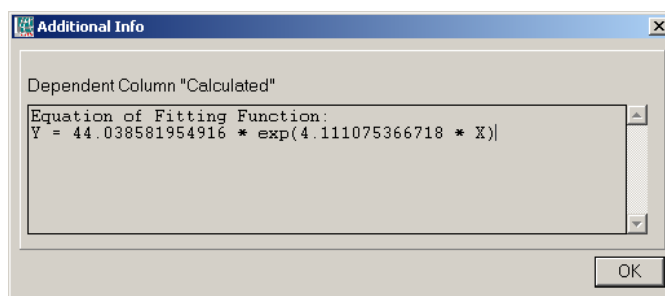 Additional Info
Dependent Column "Calculated"
Equation of Fitting Function:
Y = 44.038581954916 * exp(4.111075366718 * X)
OK